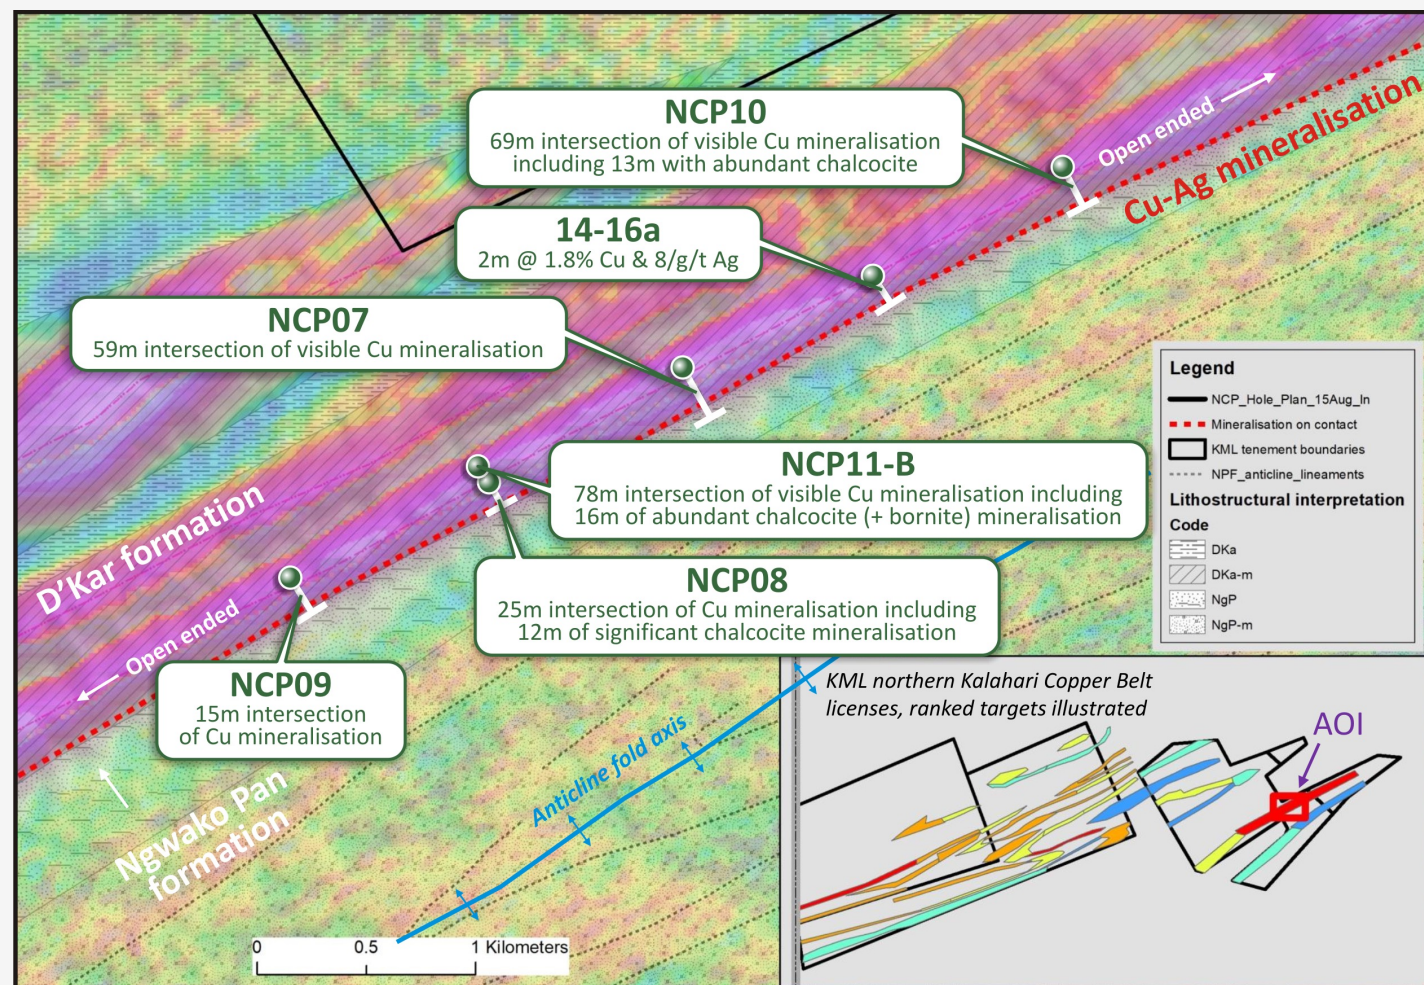 NCP10
69m intersection of visible Cu mineralisation
including 13m with abundant chalcocite
Open ended
Cu-Ag mineralisation
14-16a
2m @ 1.8% Cu & 8/g/t Ag
NCP07
59m intersection of visible Cu mineralisation
NCP11-B
78m intersection of visible Cu mineralisation including
16m of abundant chalcocite (+ bornite) mineralisation
NCP08
25m intersection of Cu mineralisation including
12m of significant chalcocite mineralisation
D'Kar formation
Open ended
NCP09
15m intersection
of Cu mineralisation
Ngwako Pan
formation
Anticline fold axis
0 0.5 1 Kilometers
Legend
NCP_Hole_Plan_15Aug_ln
Mineralisation on contact
KML tenement boundaries
NPF_anticline_lineaments
Lithostructural interpretation
Code
DKa
DKa-m
NgP
NgP-m
KML northern Kalahari Copper Belt
licenses, ranked targets illustrated
AOI